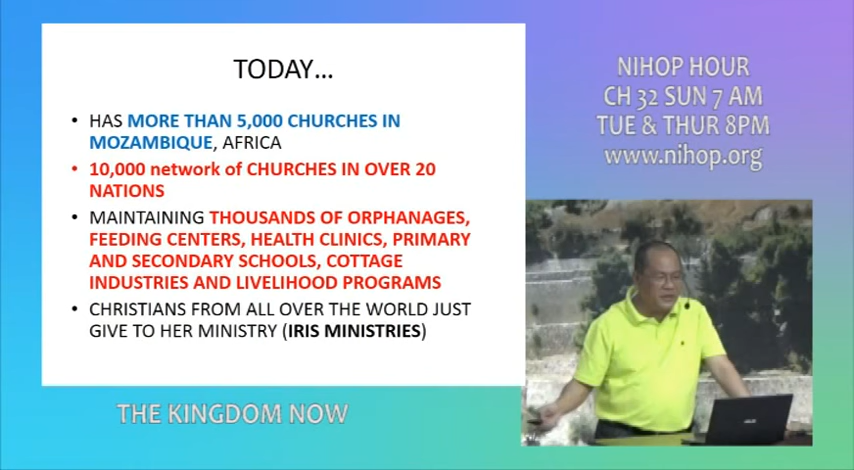 TODAY...
• HAS MORE THAN 5,000 CHURCHES IN
MOZAMBIQUE, AFRICA
• 10,000 network of CHURCHES IN OVER 20
NATIONS
• MAINTAINING THOUSANDS OF ORPHANAGES,
FEEDING CENTERS, HEALTH CLINICS, PRIMARY
AND SECONDARY SCHOOLS, COTTAGE
INDUSTRIES AND LIVELIHOOD PROGRAMS
• CHRISTIANS FROM ALL OVER THE WORLD JUST
GIVE TO HER MINISTRY (IRIS MINISTRIES)
NIHOP HOUR
CH 32 SUN 7 AM
TUE & THUR 8PM
www.nihop.org
ASUS
THE KINGDOM NOW